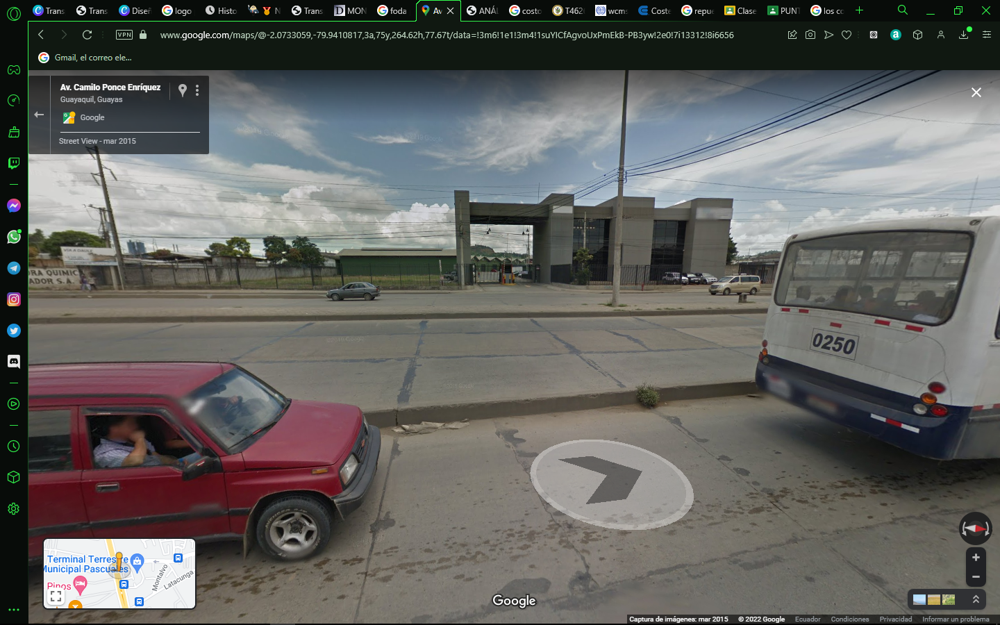 Trans
Trans
Diseñ
logo
Histo
N
Trans
MON
foda
Av
ANÁL
costo
T462
wcms
Coste
repue
Clase
PUNT
los co
VPN
www.google.com/maps/@-2.0733059,-79.9410817,3a,75y,264.62h,77.67t/data=!3m6!1e1!3m4!1suYICfAgvoUxPmEkB-PB3yw!2e0!7i13312!8i6656
Gmail, el correo ele...
Av. Camilo Ponce Enríquez
Guayaquil, Guayas
Google
Street View - mar 2015
VIA A DAULE
RA QUIMICA
ADOR S.A.
0250
Terminal Terrestre
Municipal Pascuales
Pinos
Montalvo
Latacunga
Google
Captura de imágenes: mar 2015 © 2022 Google Ecuador Condiciones Privacidad Informar un problema